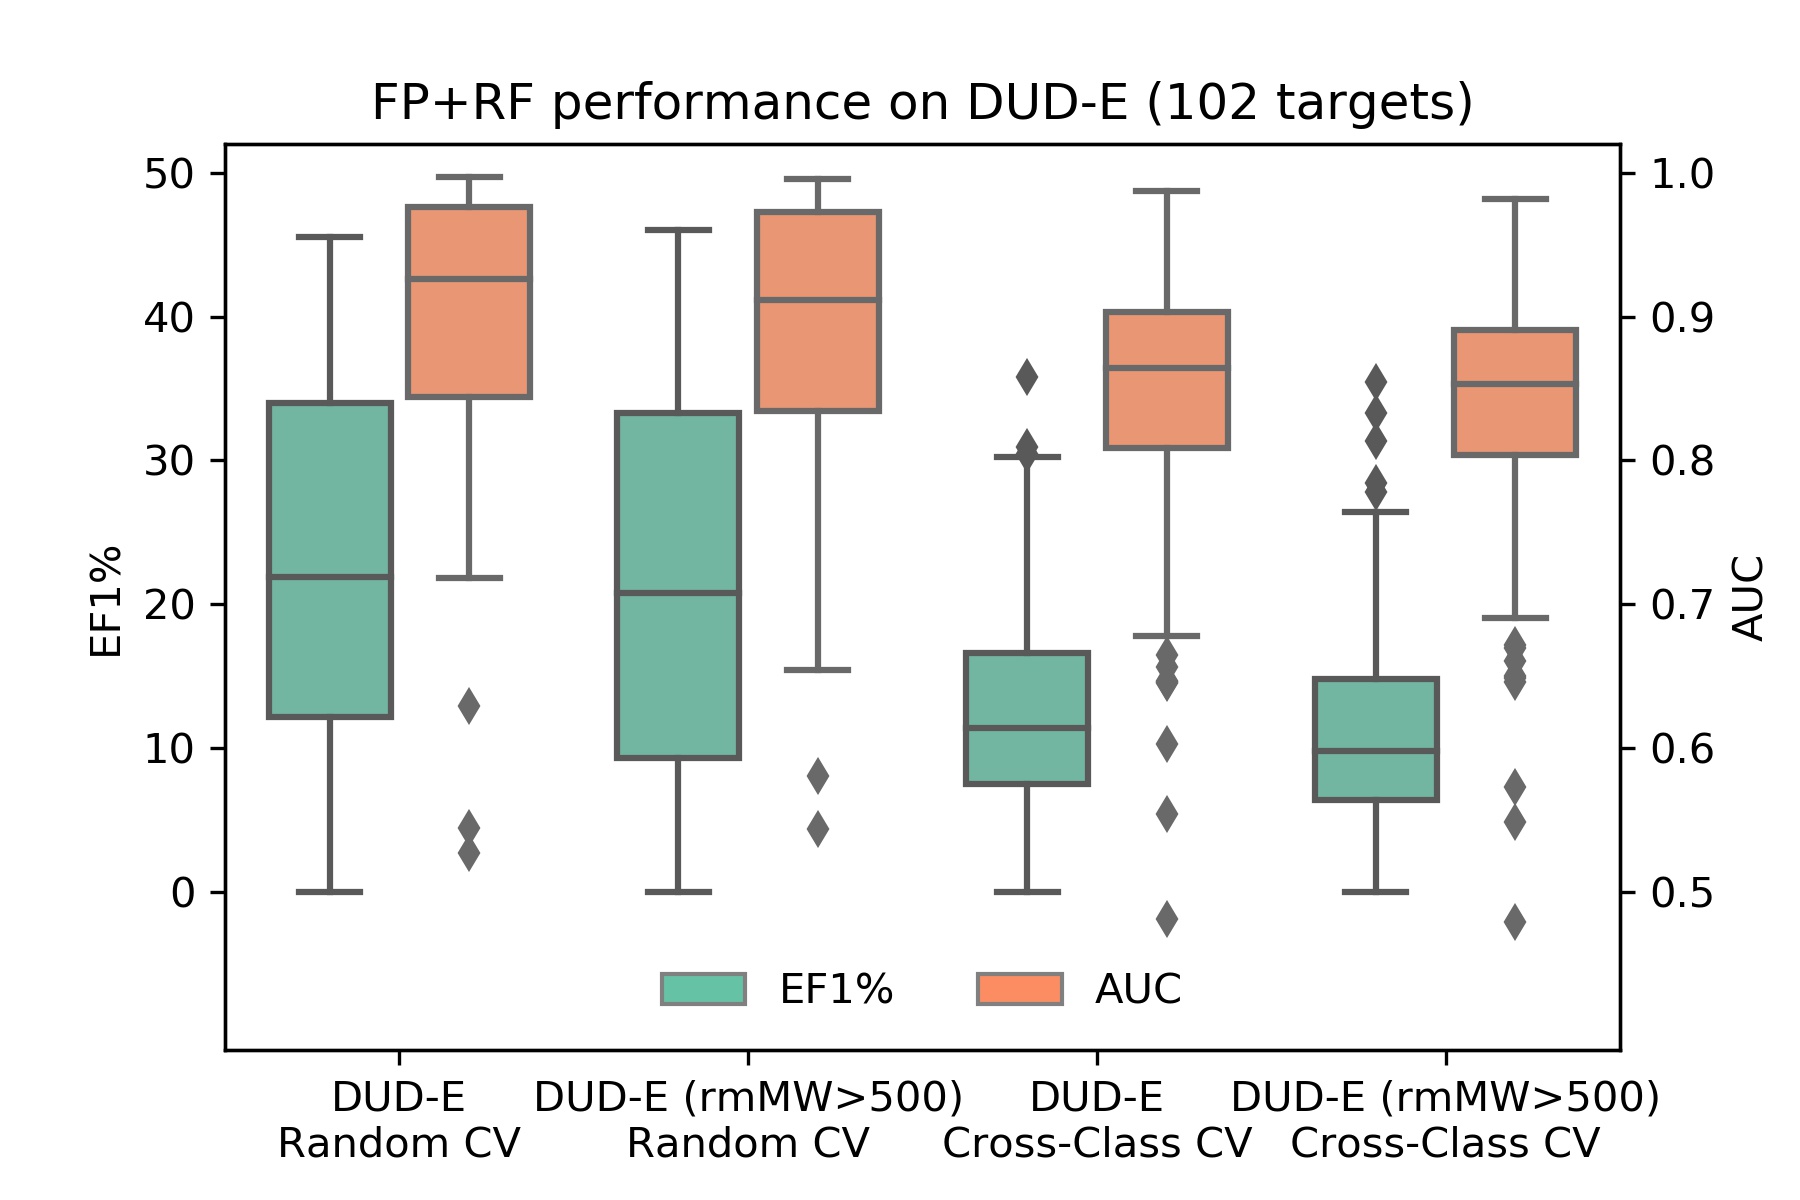 FP+RF performance on DUD-E (102 targets)
50
40
30
20
10
0
EF1%
1.0
0.9
0.8
0.7
0.6
0.5
AUC
EF1%
AUC
DUD-E
Random CV
DUD-E (rmMW>500)
Random CV
DUD-E
Cross-Class CV
DUD-E (rmMW>500)
Cross-Class CV